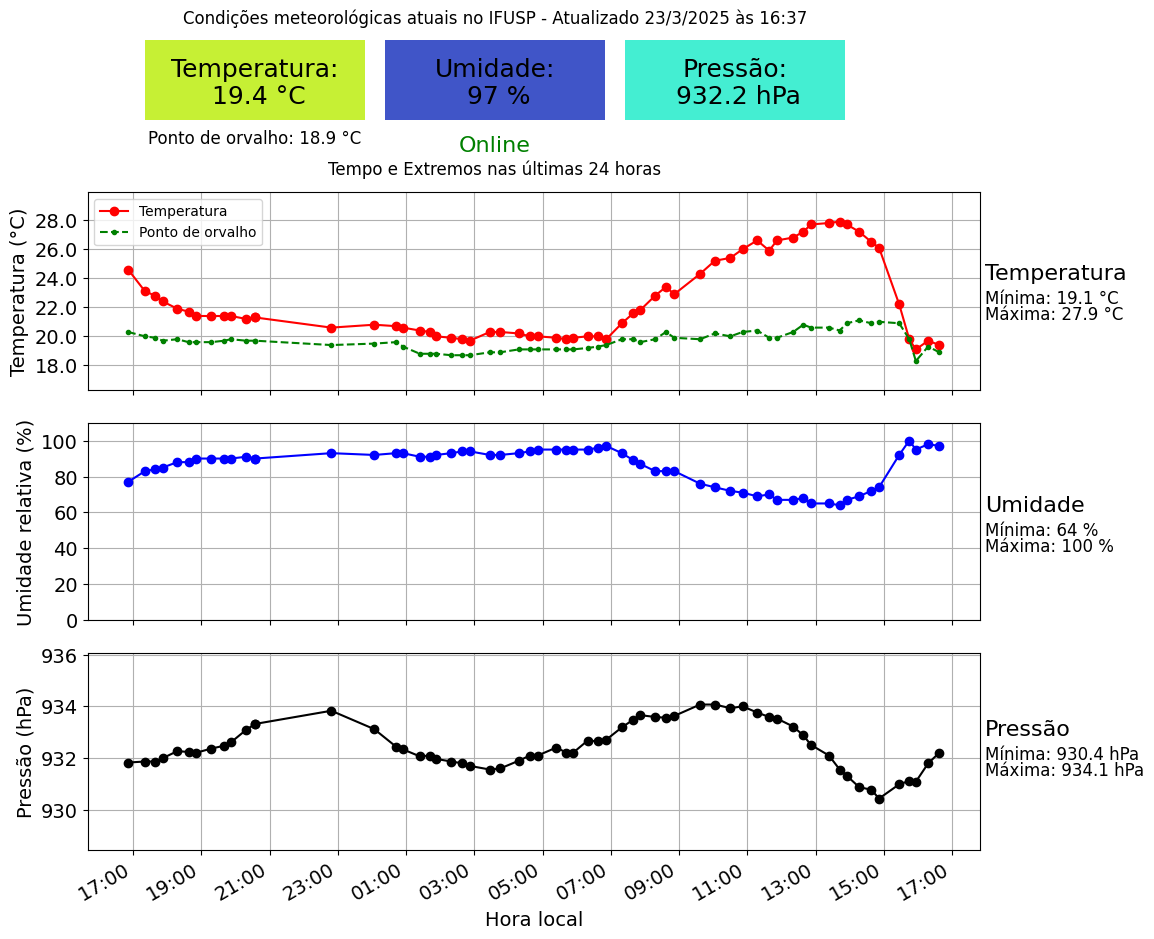 Condições meteorológicas atuais no IFUSP - Atualizado 23/3/2025 às 16:37
Temperatura:
19.4 °C
Umidade:
97 %
Pressão:
932.2 hPa
Ponto de orvalho: 18.9 °C
Online
Tempo e Extremos nas últimas 24 horas
Temperatura (°C)
28.0
26.0
24.0
22.0
20.0
18.0
Temperatura
Ponto de orvalho
Temperatura
Mínima: 19.1 °C
Máxima: 27.9 °C
Umidade relativa (%)
100
80
60
40
20
0
Umidade
Mínima: 64 %
Máxima: 100 %
Pressão (hPa)
936
934
932
930
Pressão
Mínima: 930.4 hPa
Máxima: 934.1 hPa
17:00 19:00 21:00 23:00 01:00 03:00 05:00 07:00 09:00 11:00 13:00 15:00 17:00
Hora local